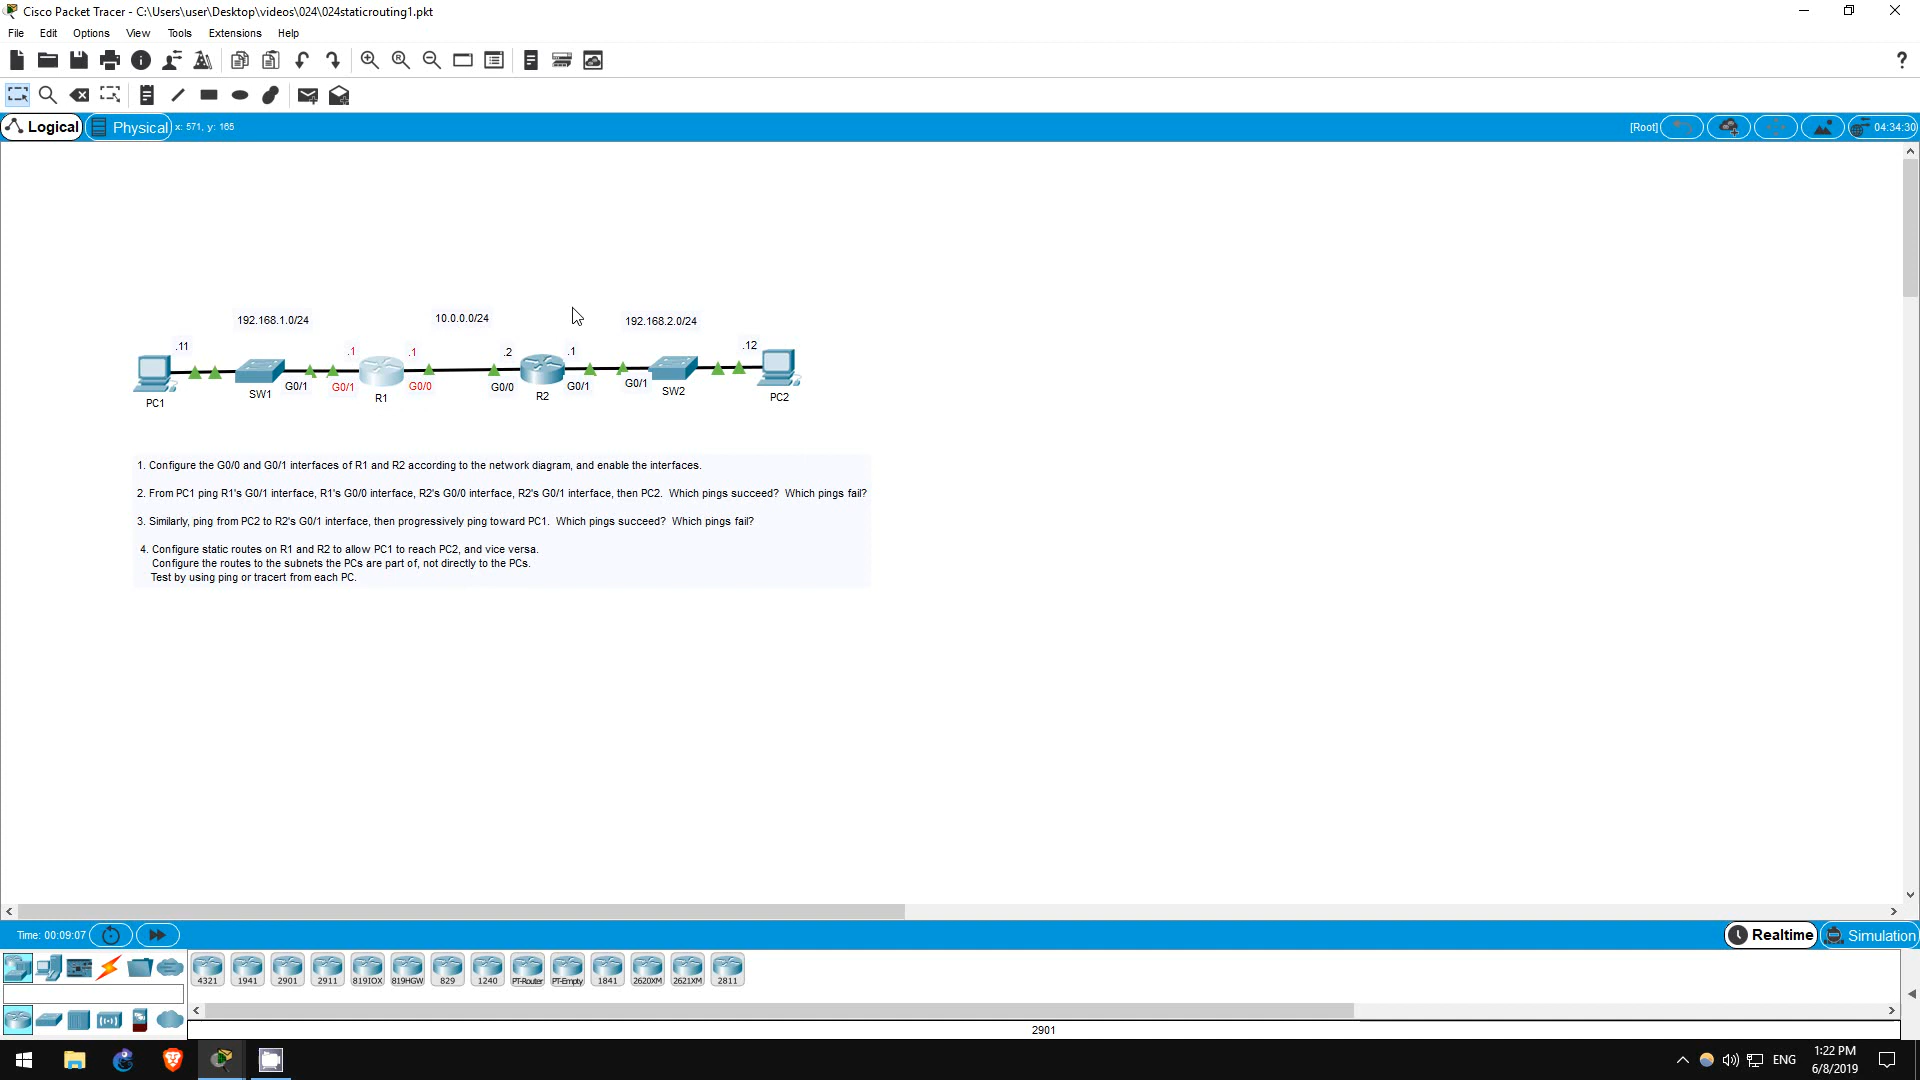 Cisco Packet Tracer - C:\Users\user\Desktop\videos\024\024staticrouting1.pkt
File Edit Options View Tools Extensions Help
Logical Physical x: 571, y: 165 [Root] 04:34:30
192.168.1.0/24 10.0.0.0/24 192.168.2.0/24
.11 .1 .1 .2 .1 .12
G0/1 G0/1 G0/0 G0/0 G0/1 G0/1
PC1 SW1 R1 R2 SW2 PC2
1. Configure the G0/0 and G0/1 interfaces of R1 and R2 according to the network diagram, and enable the interfaces.
2. From PC1 ping R1's G0/1 interface, R1's G0/0 interface, R2's G0/0 interface, R2's G0/1 interface, then PC2.  Which pings succeed?  Which pings fail?
3. Similarly, ping from PC2 to R2's G0/1 interface, then progressively ping toward PC1.  Which pings succeed?  Which pings fail?
4. Configure static routes on R1 and R2 to allow PC1 to reach PC2, and vice versa.
Configure the routes to the subnets the PCs are part of, not directly to the PCs.
Test by using ping or tracert from each PC.
Time: 00:09:07 Realtime Simulation
4321 1941 2901 2911 819IOX 819HGW 829 1240 PT-Router PT-Empty 1841 2620XM 2621XM 2811
2901
ENG 1:22 PM
6/8/2019